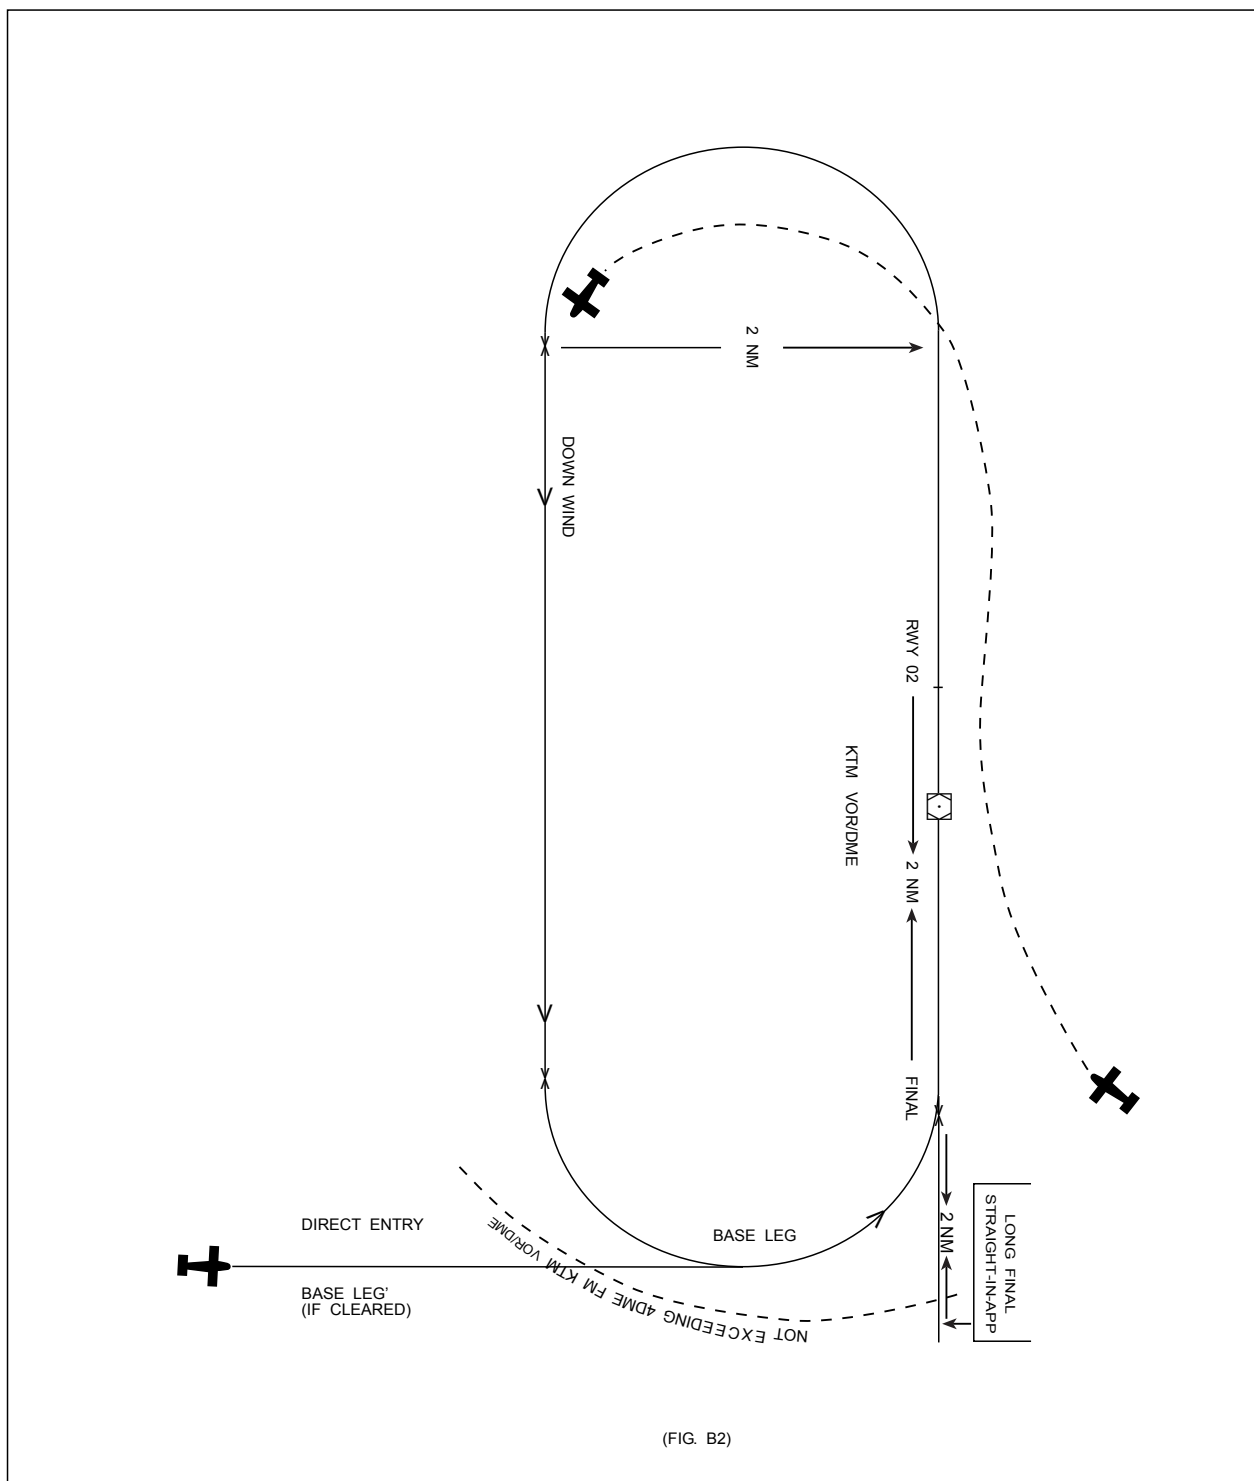 2 NM
DOWN WIND
RWY 02
2 NM
FINAL
KTM VOR/DME
2 NM
LONG FINAL
STRAIGHT-IN-APP
DIRECT ENTRY
BASE LEG
BASE LEG'
(IF CLEARED)
NOT EXCEEDING 4DME FM KTM VOR/DME
(FIG. B2)